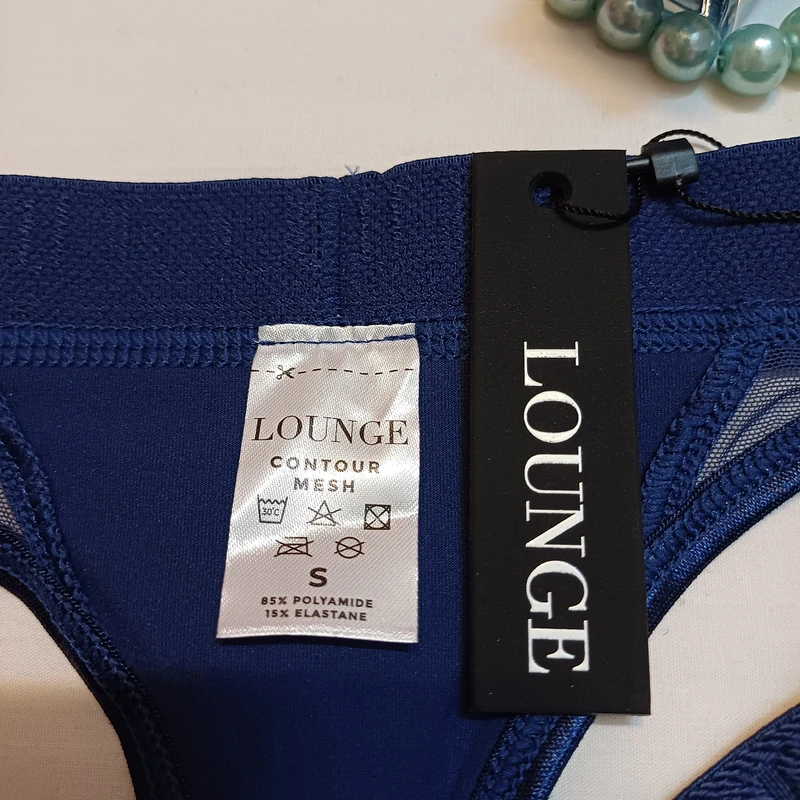 LOUNGE
CONTOUR
MESH
30°C
S
85% POLYAMIDE
15% ELASTANE
LOUNGE